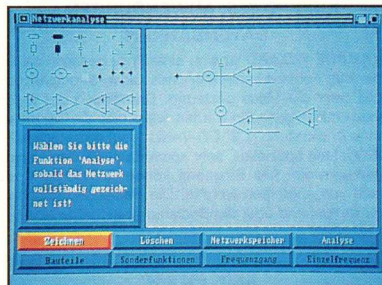 Netzwerkanalyse
Wählen Sie bitte die
Funktion 'Analyse',
sobald das Netzwerk
vollständig gezeich-
net ist!
Zeichnen Löschen Netzwerkspeicher Analyse
Bauteile Sonderfunktionen Frequenzgang Einzelfrequenz